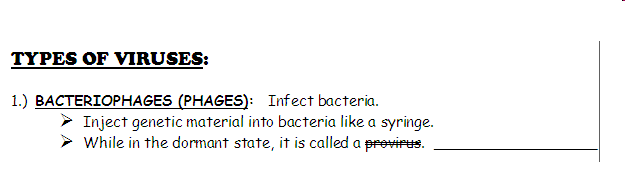 TYPES OF VIRUSES:
1.) BACTERIOPHAGES (PHAGES): Infect bacteria.
➢ Inject genetic material into bacteria like a syringe.
➢ While in the dormant state, it is called a provirus. ____________________